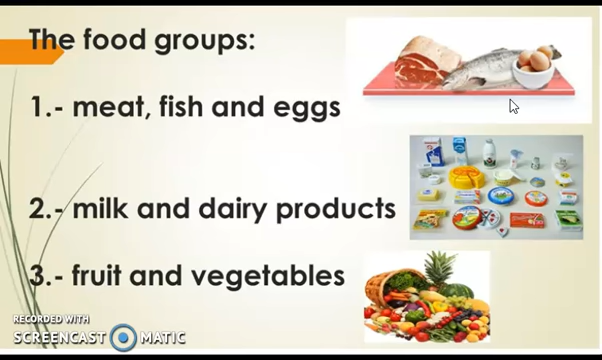 The food groups:
1.- meat, fish and eggs
2.- milk and dairy products
3.- fruit and vegetables
RECORDED WITH
SCREENCAST MATIC